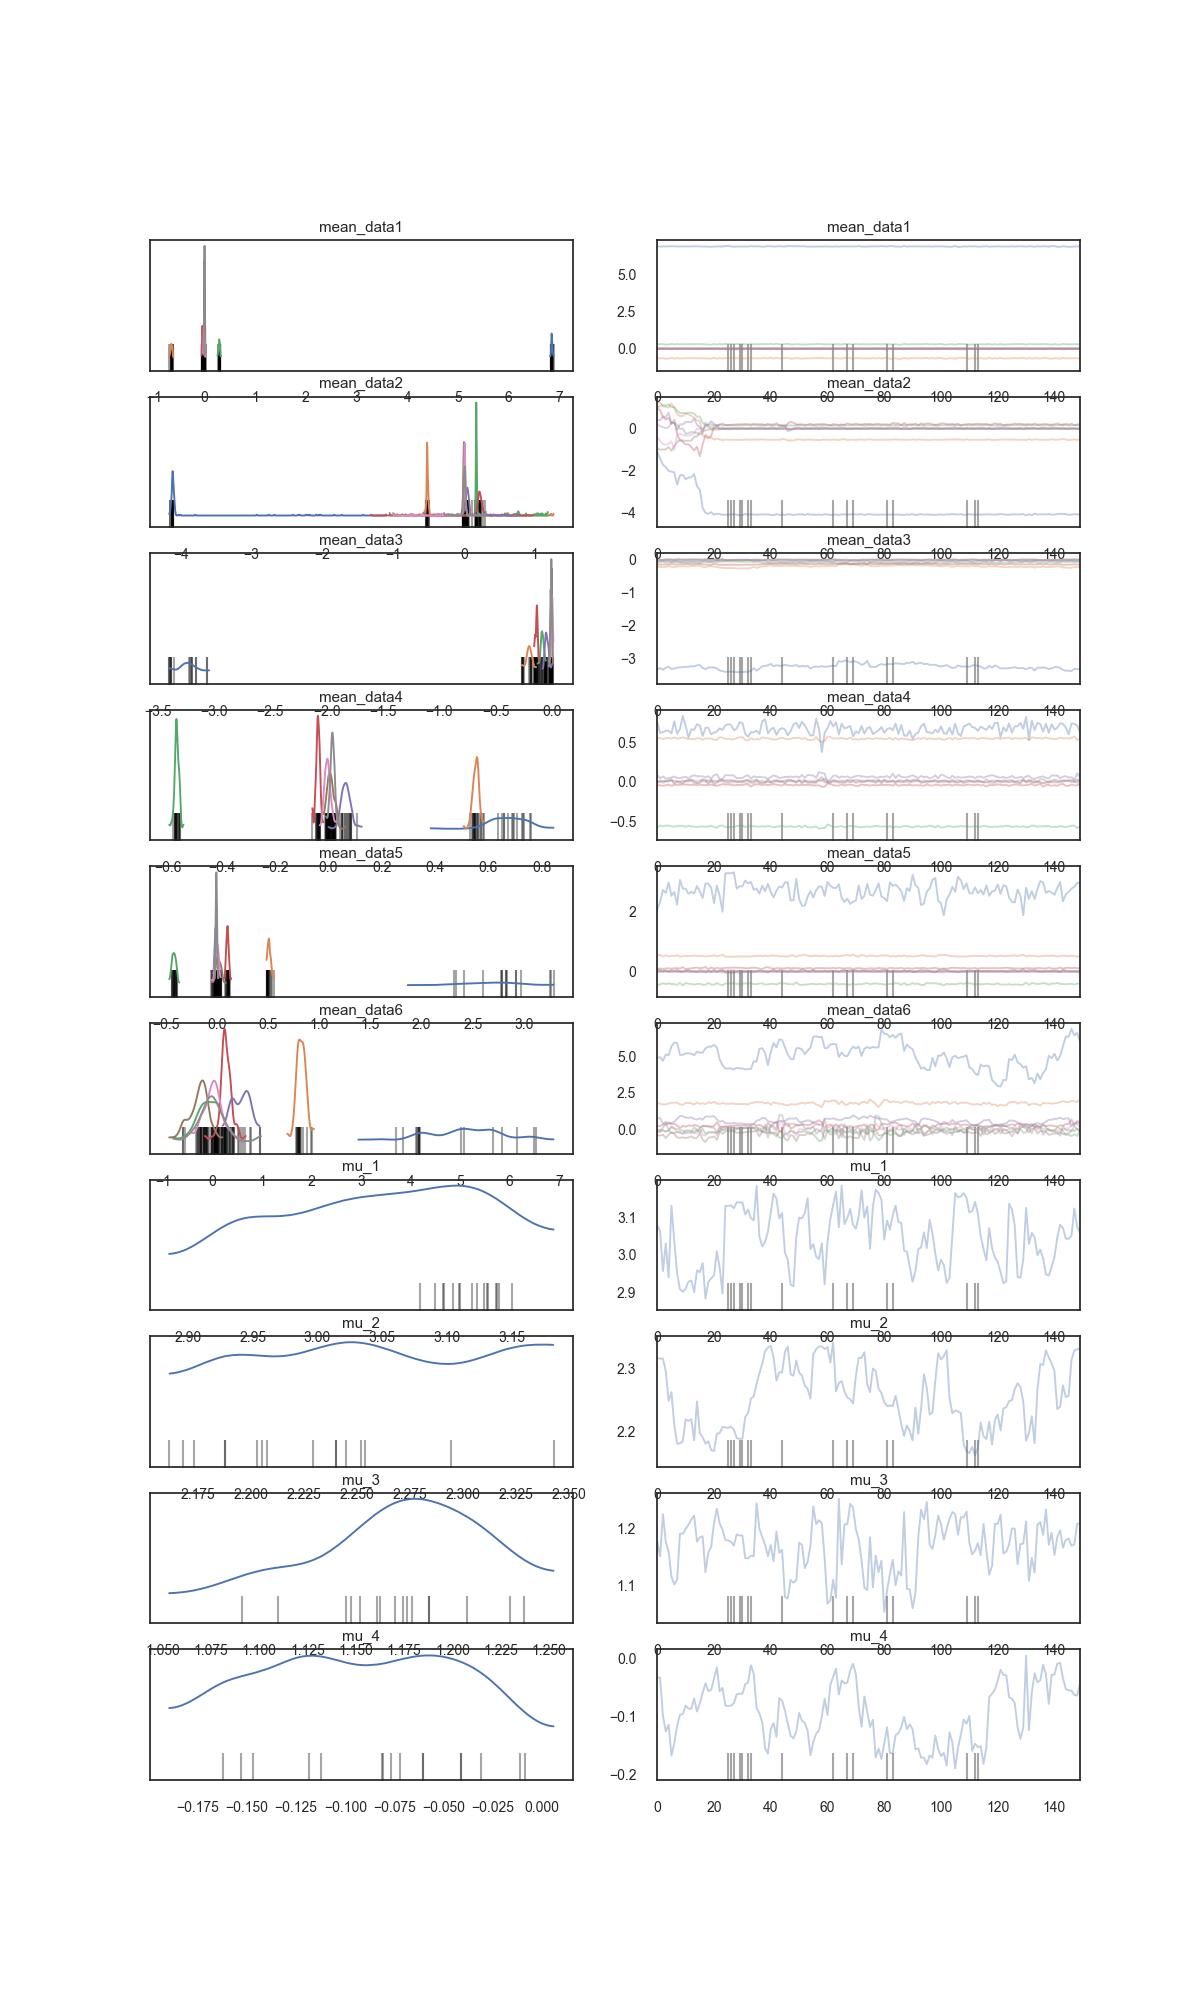 mean_data1 mean_data1
5.0
2.5
0.0
mean_data2 mean_data2
−1 0 1 2 3 4 5 6 7 0 20 40 60 80 100 120 140
0
−2
−4
mean_data3 mean_data3
−4 −3 −2 −1 0 1 0 20 40 60 80 100 120 140
0
−1
−2
−3
mean_data4 mean_data4
−3.5 −3.0 −2.5 −2.0 −1.5 −1.0 −0.5 0.0 0 20 40 60 80 100 120 140
0.5
0.0
−0.5
mean_data5 mean_data5
−0.6 −0.4 −0.2 0.0 0.2 0.4 0.6 0.8 0 20 40 60 80 100 120 140
2
0
mean_data6 mean_data6
−0.5 0.0 0.5 1.0 1.5 2.0 2.5 3.0 0 20 40 60 80 100 120 140
5.0
2.5
0.0
mu_1 mu_1
−1 0 1 2 3 4 5 6 7 0 20 40 60 80 100 120 140
3.1
3.0
2.9
mu_2 mu_2
2.90 2.95 3.00 3.05 3.10 3.15 0 20 40 60 80 100 120 140
2.3
2.2
mu_3 mu_3
2.175 2.200 2.225 2.250 2.275 2.300 2.325 2.350 0 20 40 60 80 100 120 140
1.2
1.1
mu_4 mu_4
1.050 1.075 1.100 1.125 1.150 1.175 1.200 1.225 1.250 0 20 40 60 80 100 120 140
0.0
−0.1
−0.2
−0.175 −0.150 −0.125 −0.100 −0.075 −0.050 −0.025 0.000 0 20 40 60 80 100 120 140